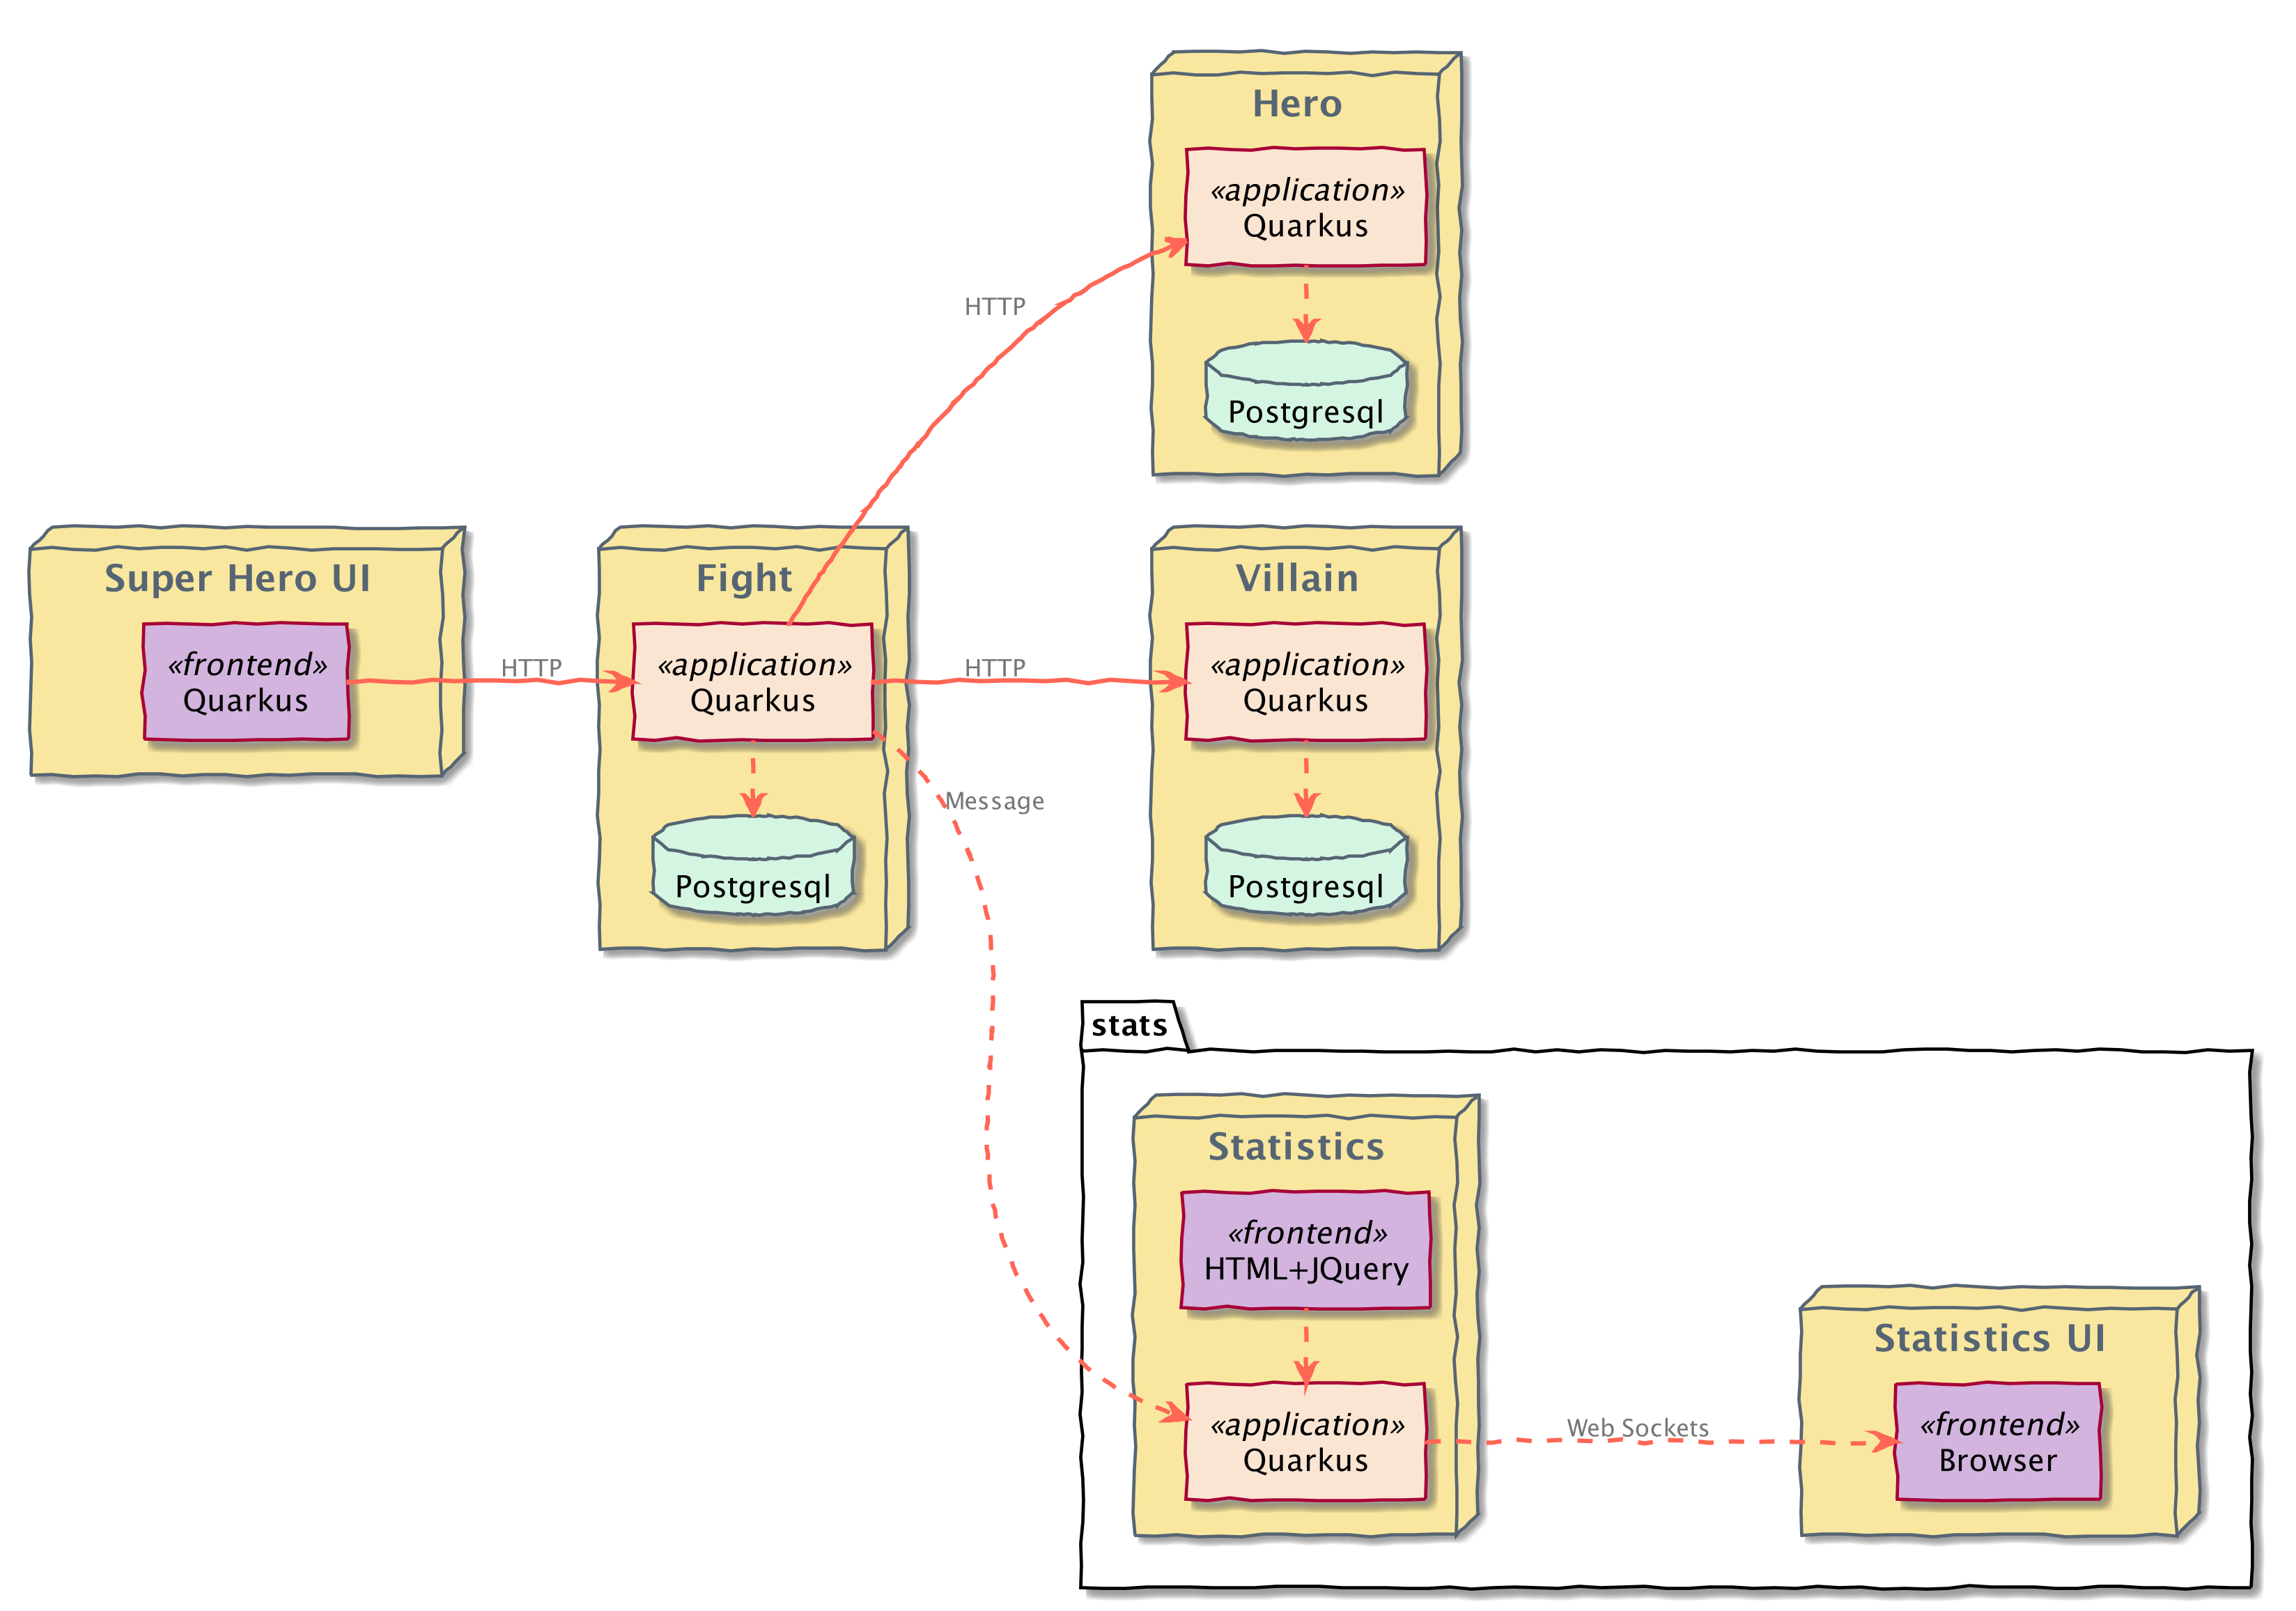 Hero
«application»
Quarkus
HTTP
Postgresql
Super Hero UI
«frontend»
Quarkus
HTTP
Fight
«application»
Quarkus
HTTP
Villain
«application»
Quarkus
Message
Postgresql
Postgresql
stats
Statistics
«frontend»
HTML+JQuery
«application»
Quarkus
Web Sockets
Statistics UI
«frontend»
Browser